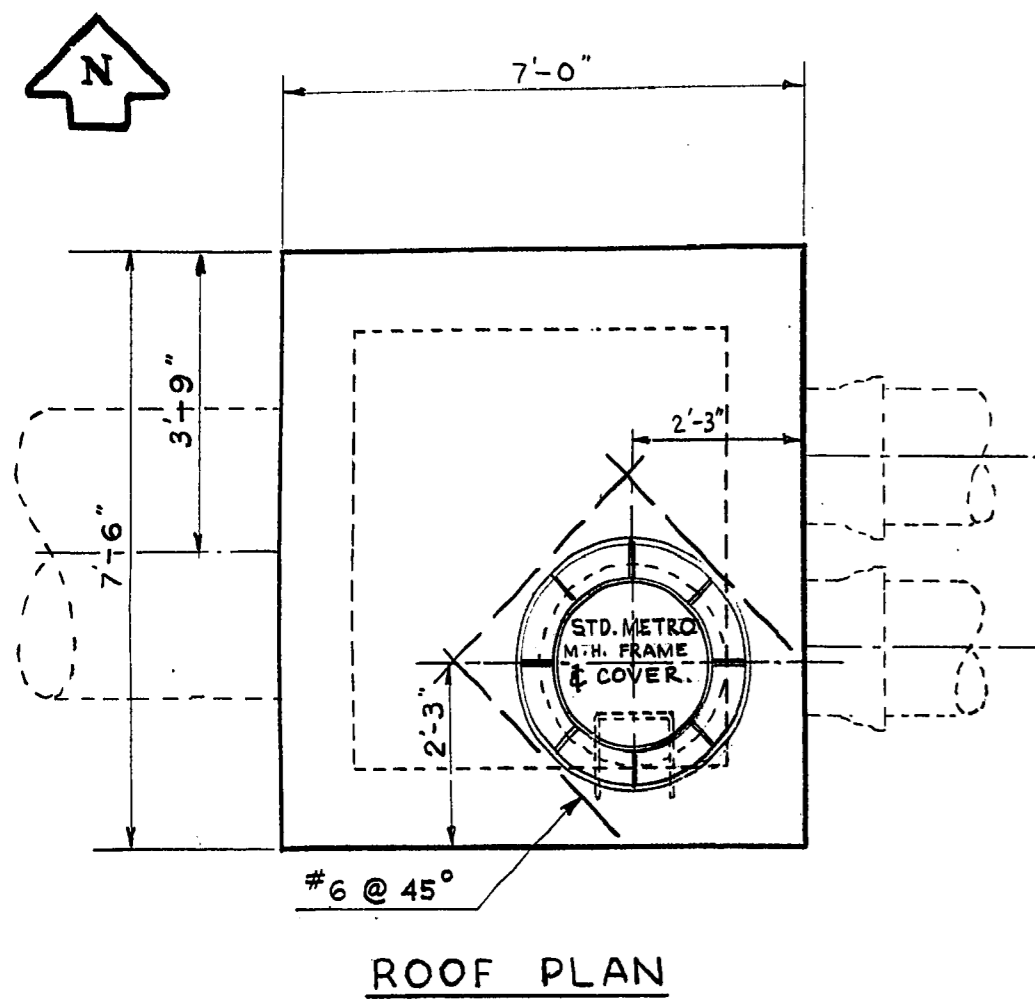 N
7'-0"
3'-9"
7'-6"
2'-3"
STD. METRO
M.H. FRAME
& COVER.
2'-3"
#6 @ 45°
ROOF PLAN